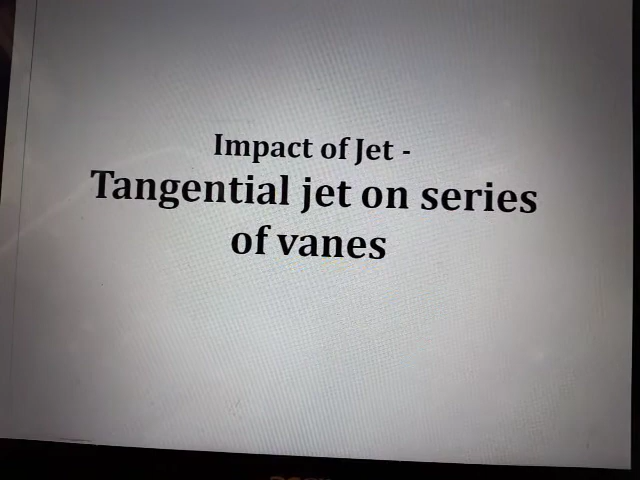 Impact of Jet -
Tangential jet on series
of vanes